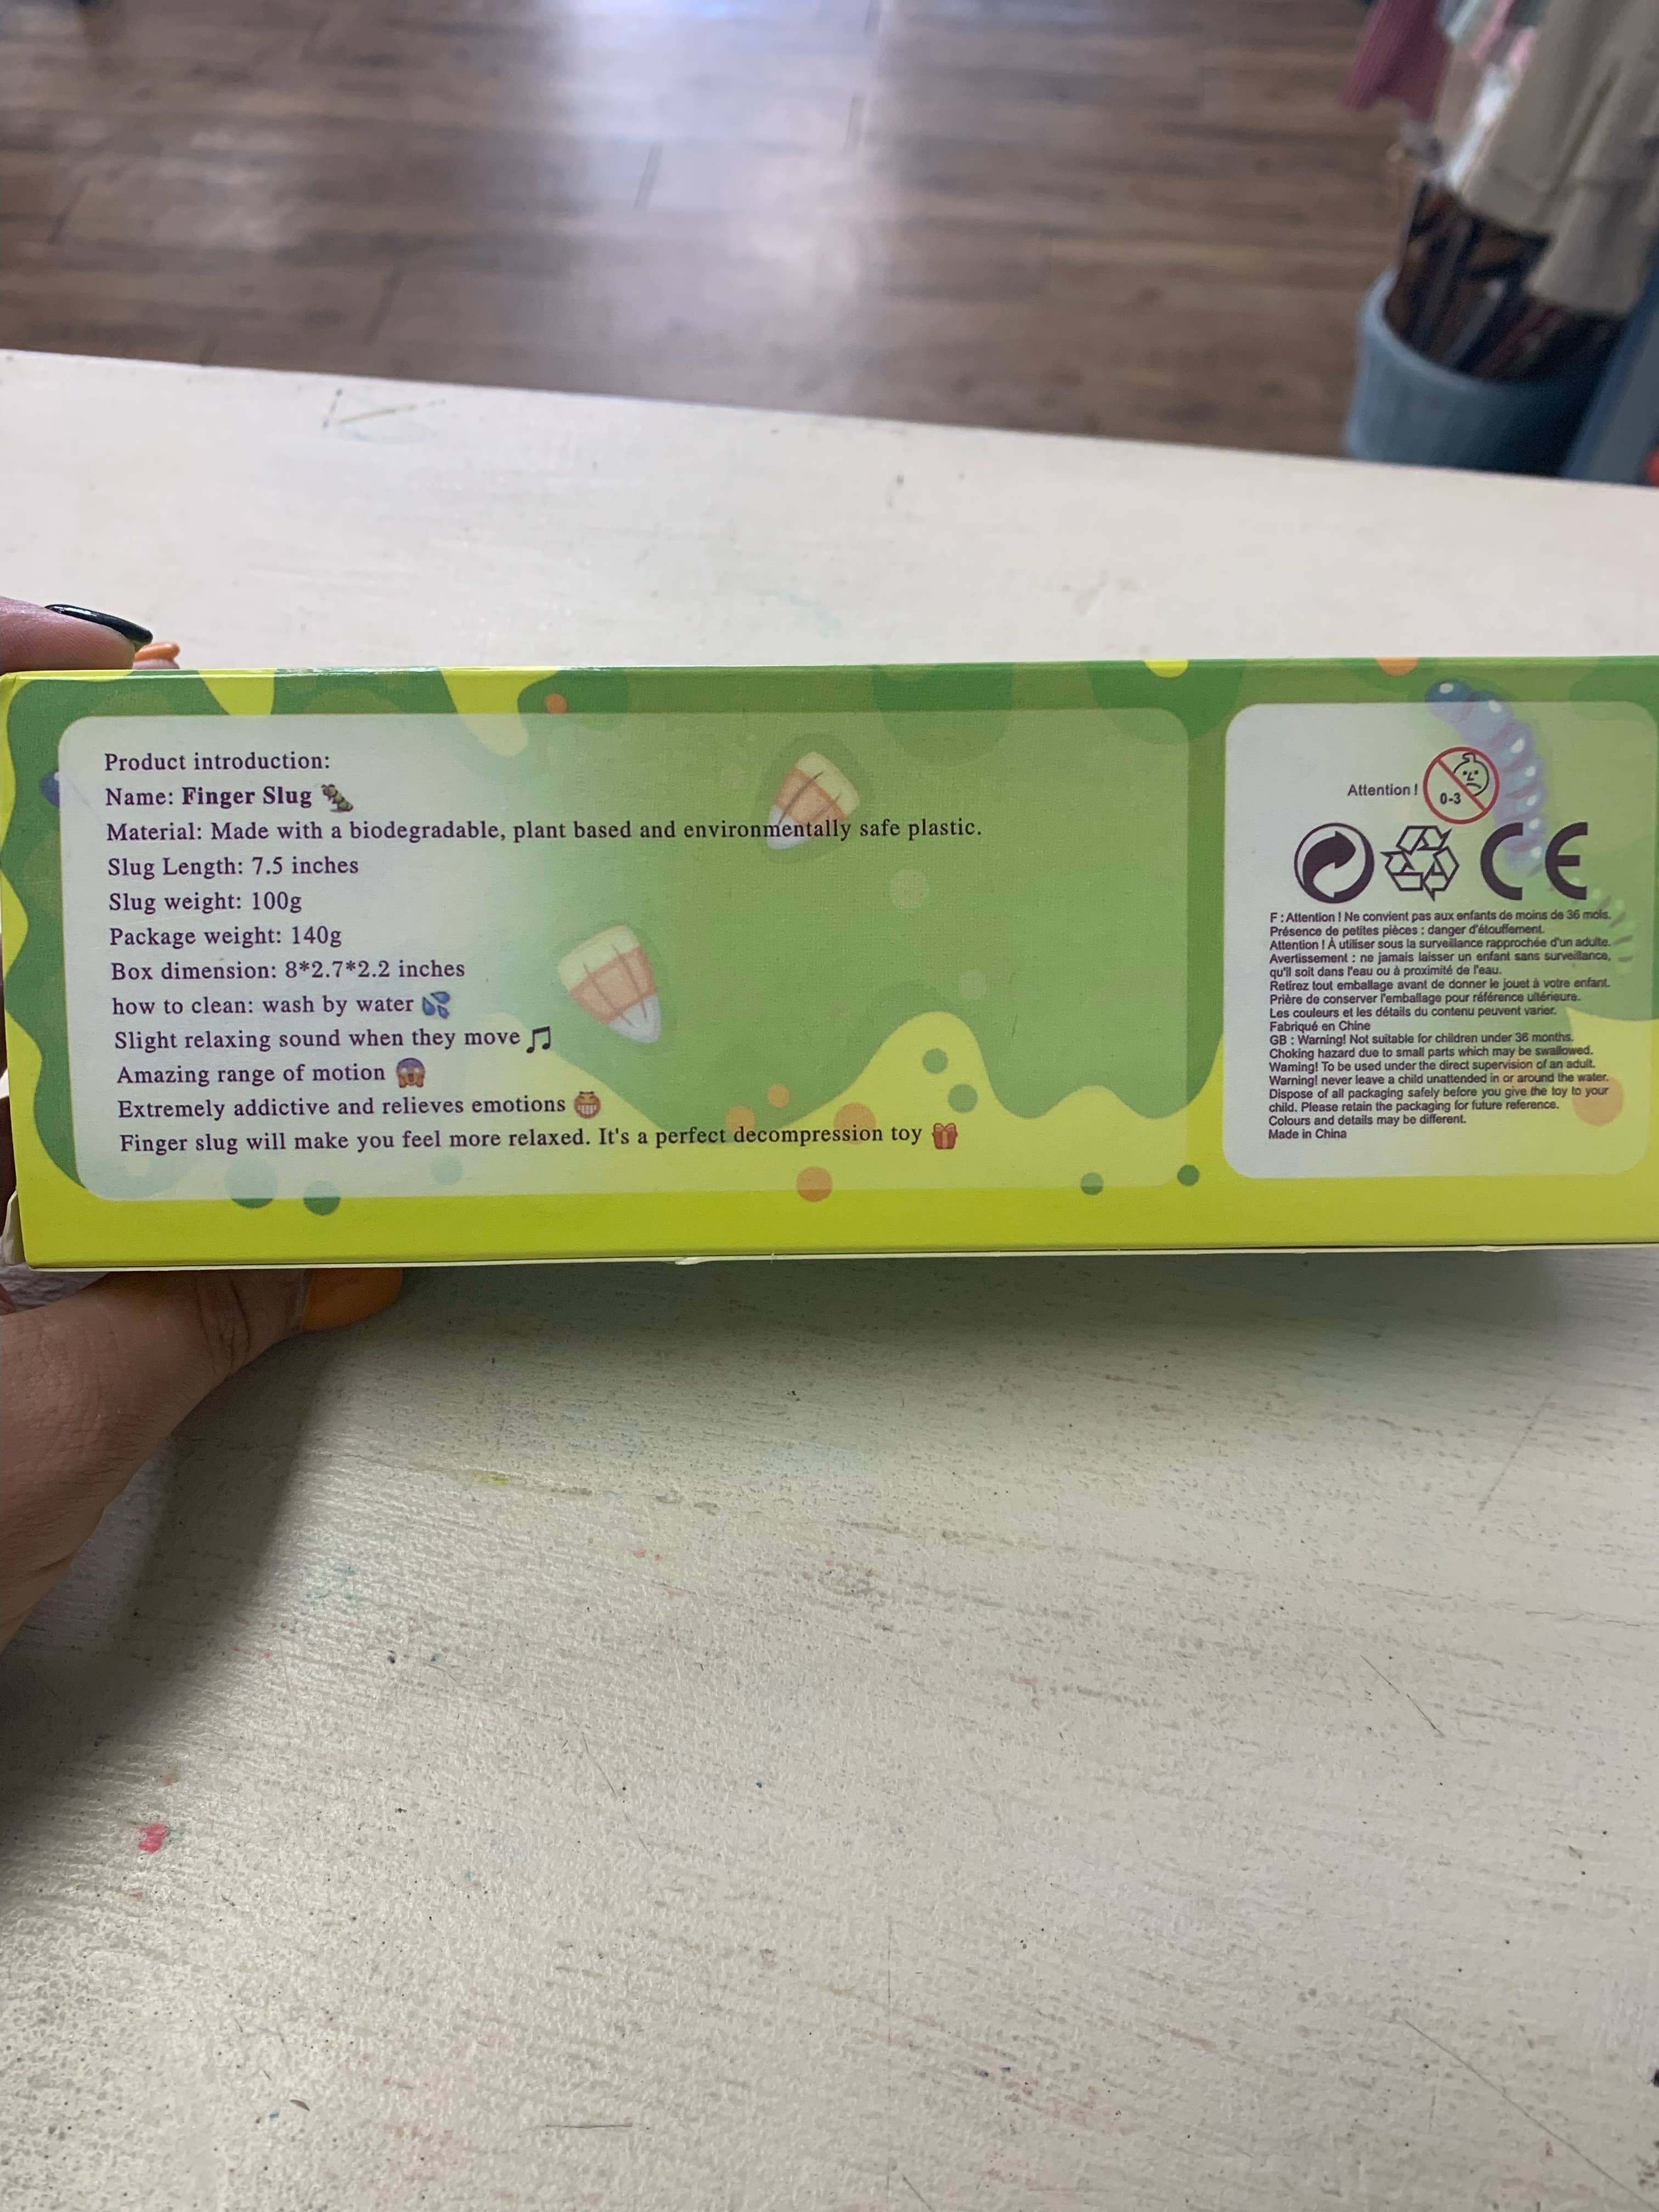 Product introduction:
Name: Finger Slug 🐛
Material: Made with a biodegradable, plant based and environmentally safe plastic.
Slug Length: 7.5 inches
Slug weight: 100g
Package weight: 140g
Box dimension: 8*2.7*2.2 inches
how to clean: wash by water 💦
Slight relaxing sound when they move 🎵
Amazing range of motion 😱
Extremely addictive and relieves emotions 😁
Finger slug will make you feel more relaxed. It's a perfect decompression toy 🎁
Attention !
0-3
CE
F : Attention ! Ne convient pas aux enfants de moins de 36 mois.
Présence de petites pièces : danger d'étouffement.
Attention ! À utiliser sous la surveillance rapprochée d'un adulte.
Avertissement : ne jamais laisser un enfant sans surveillance,
qu'il soit dans l'eau ou à proximité de l'eau.
Retirez tout emballage avant de donner le jouet à votre enfant.
Prière de conserver l'emballage pour référence ultérieure.
Les couleurs et les détails du contenu peuvent varier.
Fabriqué en Chine
GB : Warning! Not suitable for children under 36 months.
Choking hazard due to small parts which may be swallowed.
Warning! To be used under the direct supervision of an adult.
Warning! never leave a child unattended in or around the water.
Dispose of all packaging safely before you give the toy to your
child. Please retain the packaging for future reference.
Colours and details may be different.
Made in China